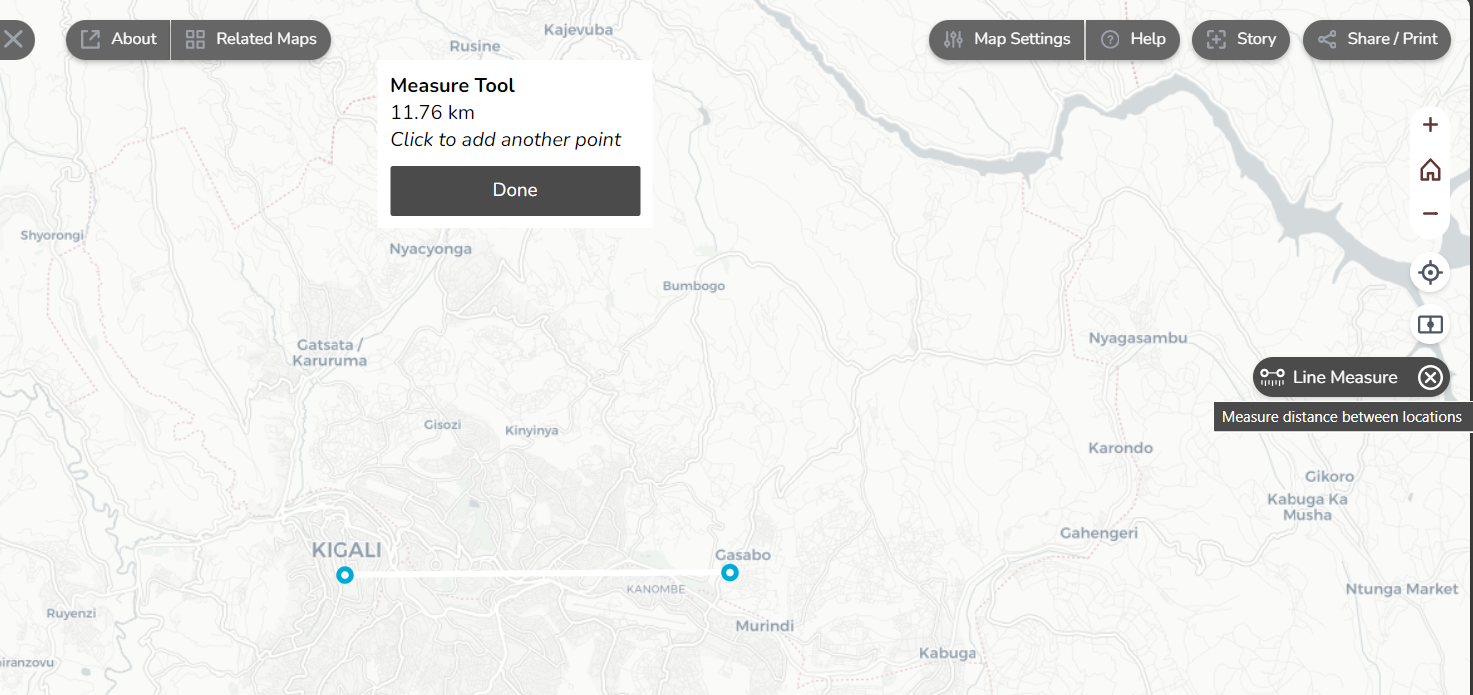 About
Related Maps
Map Settings
Help
Story
Share / Print
Kajevuba
Rusine
Measure Tool
11.76 km
Click to add another point
Done
Shyorongi
Nyacyonga
Bumbogo
Gatsata /
Karuruma
Nyagasambu
Line Measure
Measure distance between locations
Gisozi
Kinyinya
Karondo
Gikoro
Kabuga Ka
Musha
Gahengeri
KIGALI
Gasabo
KANOMBE
Ntunga Market
Ruyenzi
Murindi
Kabuga
iranzovu